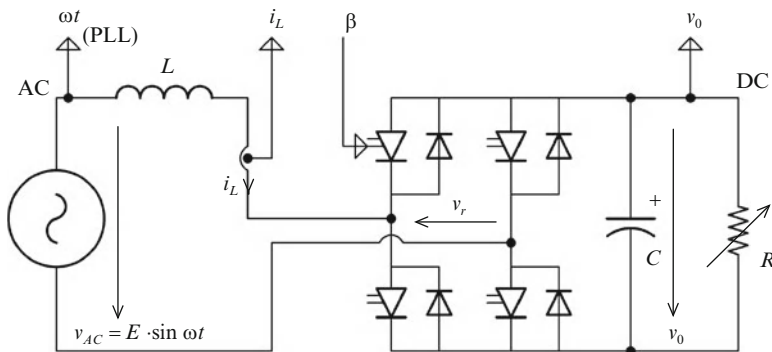 ωt
(PLL)
i_L
β
v_0
AC
L
DC
i_L
v_r
+
C
R
v_AC = E · sin ωt
v_0